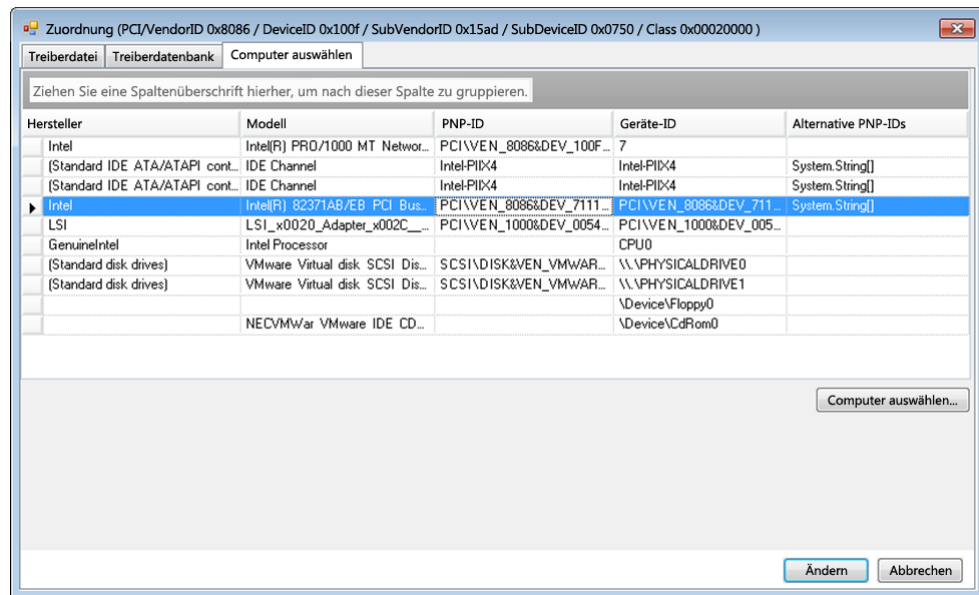 Zuordnung (PCI/VendorID 0x8086 / DeviceID 0x100f / SubVendorID 0x15ad / SubDeviceID 0x0750 / Class 0x00020000 )
Treiberdatei Treiberdatenbank Computer auswählen
Ziehen Sie eine Spaltenüberschrift hierher, um nach dieser Spalte zu gruppieren.
Hersteller Modell PNP-ID Geräte-ID Alternative PNP-IDs
Intel Intel(R) PRO/1000 MT Networ... PCI\VEN_8086&DEV_100F... 7
(Standard IDE ATA/ATAPI cont... IDE Channel Intel-PIIX4 Intel-PIIX4 System.String[]
(Standard IDE ATA/ATAPI cont... IDE Channel Intel-PIIX4 Intel-PIIX4 System.String[]
Intel Intel(R) 82371AB/EB PCI Bus... PCI\VEN_8086&DEV_7111... PCI\VEN_8086&DEV_711... System.String[]
LSI LSI_x0020_Adapter_x002C__... PCI\VEN_1000&DEV_0054... PCI\VEN_1000&DEV_005...
GenuineIntel Intel Processor CPU0
(Standard disk drives) VMware Virtual disk SCSI Dis... SCSI\DISK&VEN_VMWAR... \\.\PHYSICALDRIVE0
(Standard disk drives) VMware Virtual disk SCSI Dis... SCSI\DISK&VEN_VMWAR... \\.\PHYSICALDRIVE1
\Device\Floppy0
NECVMWar VMware IDE CD... \Device\CdRom0
Computer auswählen...
Ändern Abbrechen